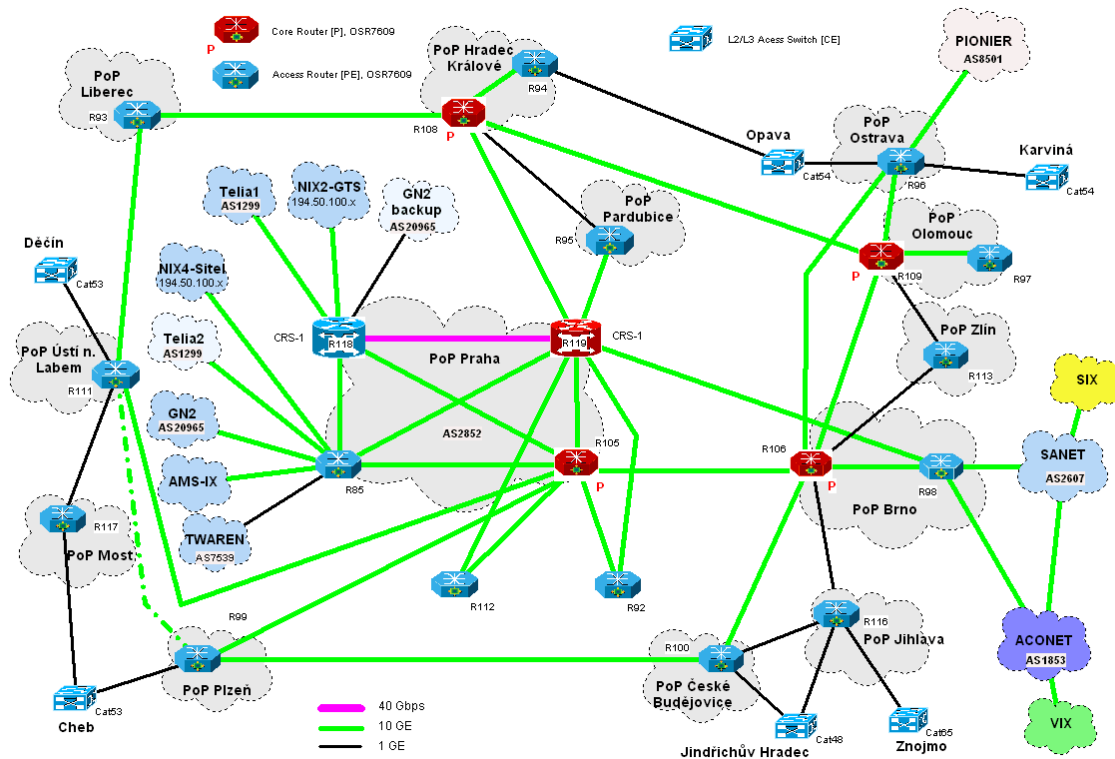 Core Router [P], OSR7609
P
Access Router [PE], OSR7609
L2/L3 Acess Switch [CE]
PoP Hradec
Králové
R94
R108
P
PoP
Liberec
R93
PIONIER
AS8501
Opava
Cat54
PoP
Ostrava
R96
Karviná
Cat54
Telia1
AS1299
NIX2-GTS
194.50.100.x
GN2
backup
AS20965
PoP
Pardubice
R95
PoP
Olomouc
R109
P
R97
Děčín
Cat53
NIX4-Sitel
194.50.100.x
Telia2
AS1299
GN2
AS20965
AMS-IX
TWAREN
AS7539
CRS-1
R118
PoP Praha
CRS-1
R119
AS2852
R85
R105
P
PoP Ústí n.
Labem
R111
PoP Zlín
R113
SIX
R106
P
R98
PoP Brno
SANET
AS2607
R117
PoP Most
R112
R92
R99
PoP Plzeň
Cat53
Cheb
R100
PoP České
Budějovice
R116
PoP Jihlava
ACONET
AS1853
VIX
Cat48
Jindřichův Hradec
Cat65
Znojmo
40 Gbps
10 GE
1 GE